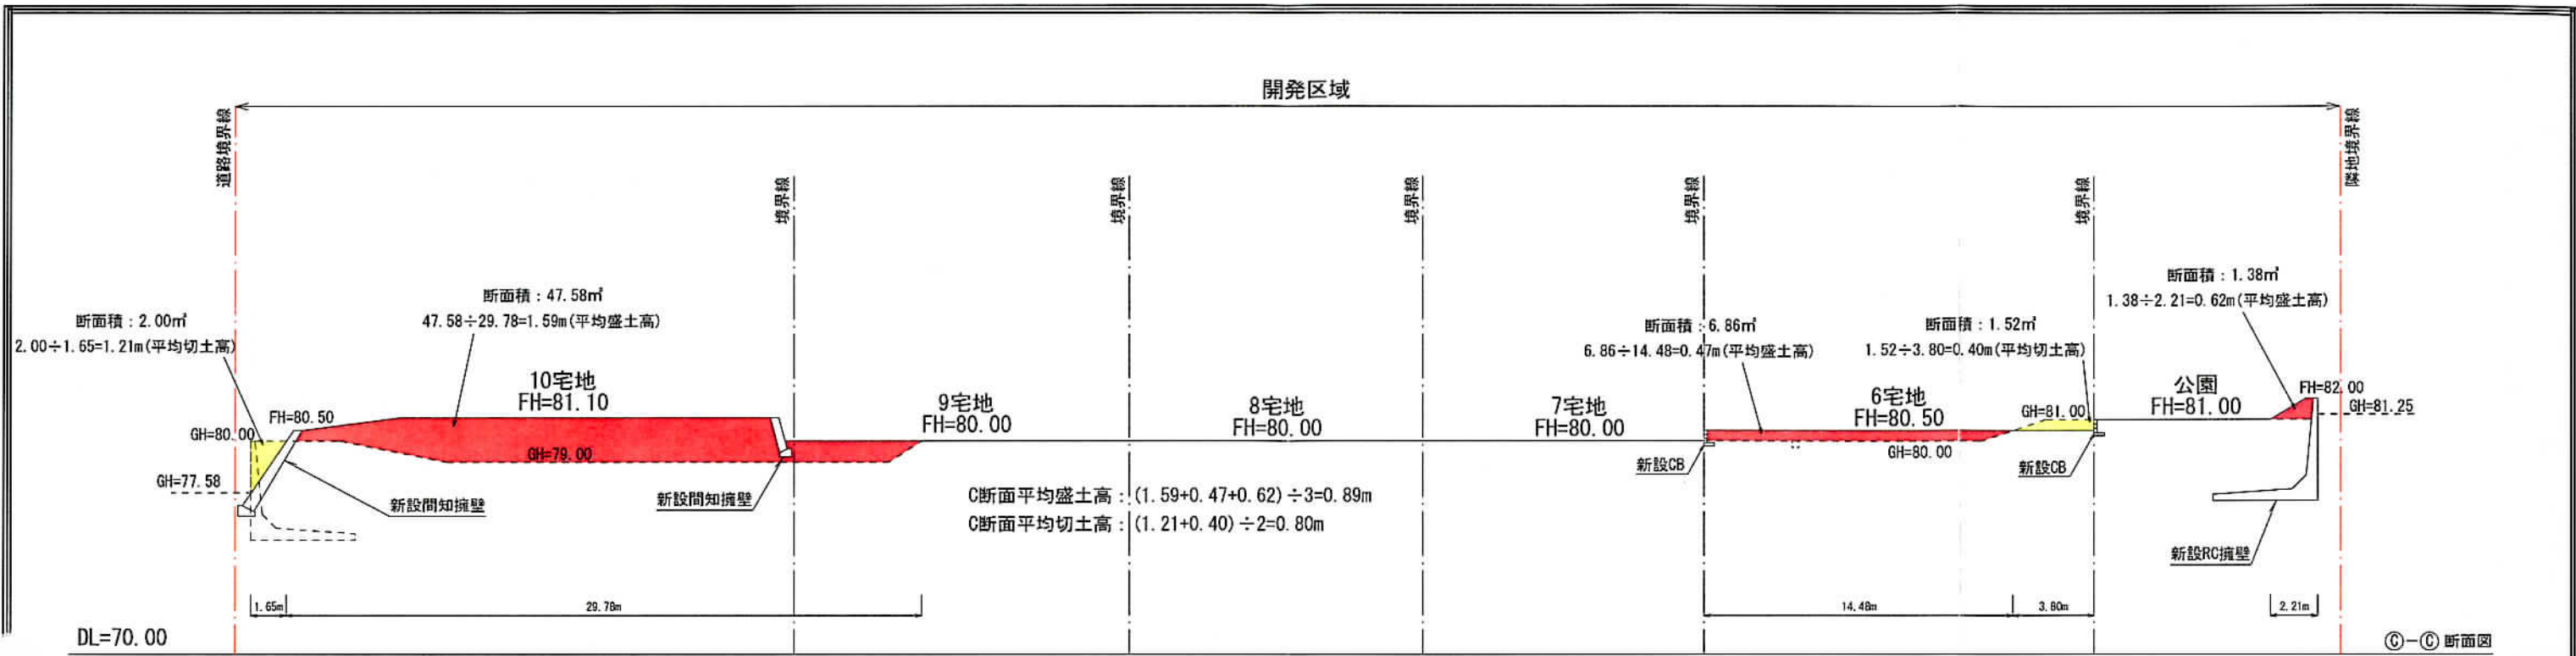 開発区域
道路境界線
境界線
境界線
境界線
境界線
境界線
隣地境界線
断面積：2.00㎡
2.00÷1.65=1.21m(平均切土高)
断面積：47.58㎡
47.58÷29.78=1.59m(平均盛土高)
断面積：6.86㎡
6.86÷14.48=0.47m(平均盛土高)
断面積：1.52㎡
1.52÷3.80=0.40m(平均切土高)
断面積：1.38㎡
1.38÷2.21=0.62m(平均盛土高)
10宅地
FH=81.10
9宅地
FH=80.00
8宅地
FH=80.00
7宅地
FH=80.00
6宅地
FH=80.50
公園
FH=81.00
FH=80.50
GH=80.00
GH=77.58
GH=79.00
GH=81.00
GH=80.00
FH=82.00
GH=81.25
新設間知擁壁
新設間知擁壁
新設CB
新設CB
新設RC擁壁
C断面平均盛土高：(1.59+0.47+0.62)÷3=0.89m
C断面平均切土高：(1.21+0.40)÷2=0.80m
1.65m
29.78m
14.48m
3.80m
2.21m
DL=70.00
Ⓒ-Ⓒ 断面図